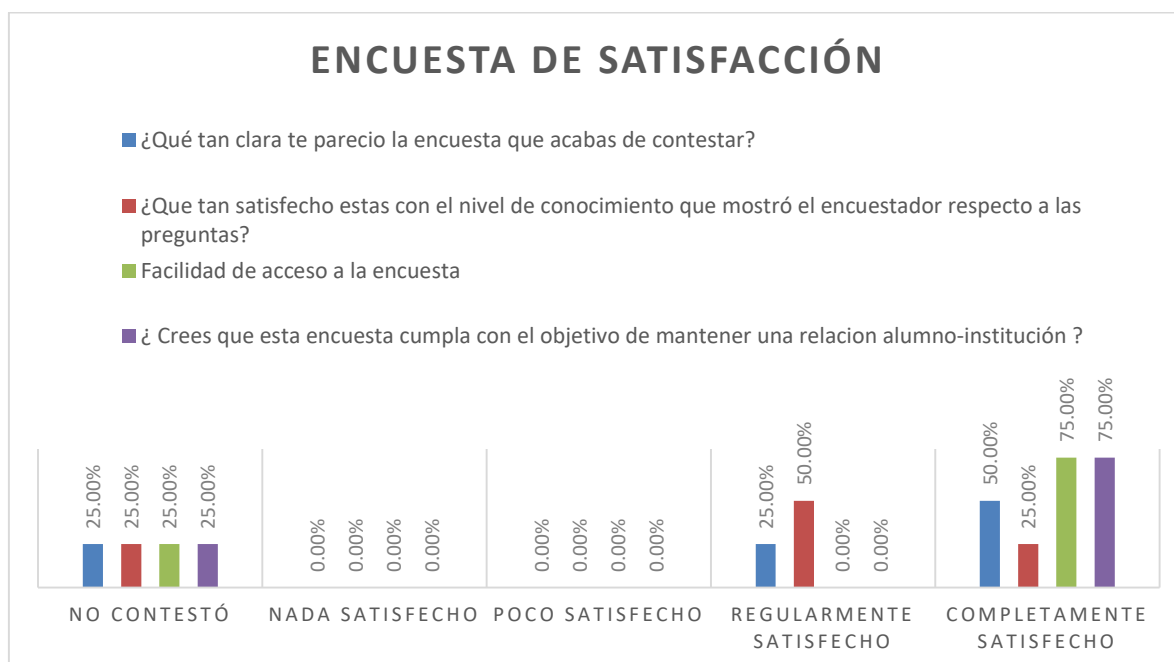 ENCUESTA DE SATISFACCIÓN
¿Qué tan clara te parecio la encuesta que acabas de contestar?
¿Que tan satisfecho estas con el nivel de conocimiento que mostró el encuestador respecto a las
preguntas?
Facilidad de acceso a la encuesta
¿ Crees que esta encuesta cumpla con el objetivo de mantener una relacion alumno-institución ?
25.00%
25.00%
25.00%
25.00%
0.00%
0.00%
0.00%
0.00%
0.00%
0.00%
0.00%
0.00%
25.00%
50.00%
0.00%
0.00%
50.00%
25.00%
75.00%
75.00%
NO CONTESTÓ
NADA SATISFECHO
POCO SATISFECHO
REGULARMENTE
SATISFECHO
COMPLETAMENTE
SATISFECHO